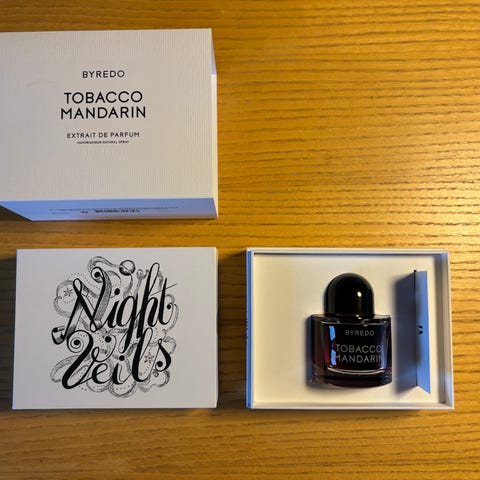 BYREDO
TOBACCO
MANDARIN
EXTRAIT DE PARFUM
VAPORISATEUR NATURAL SPRAY
Night
Veils
BYREDO
TOBACCO
MANDARIN